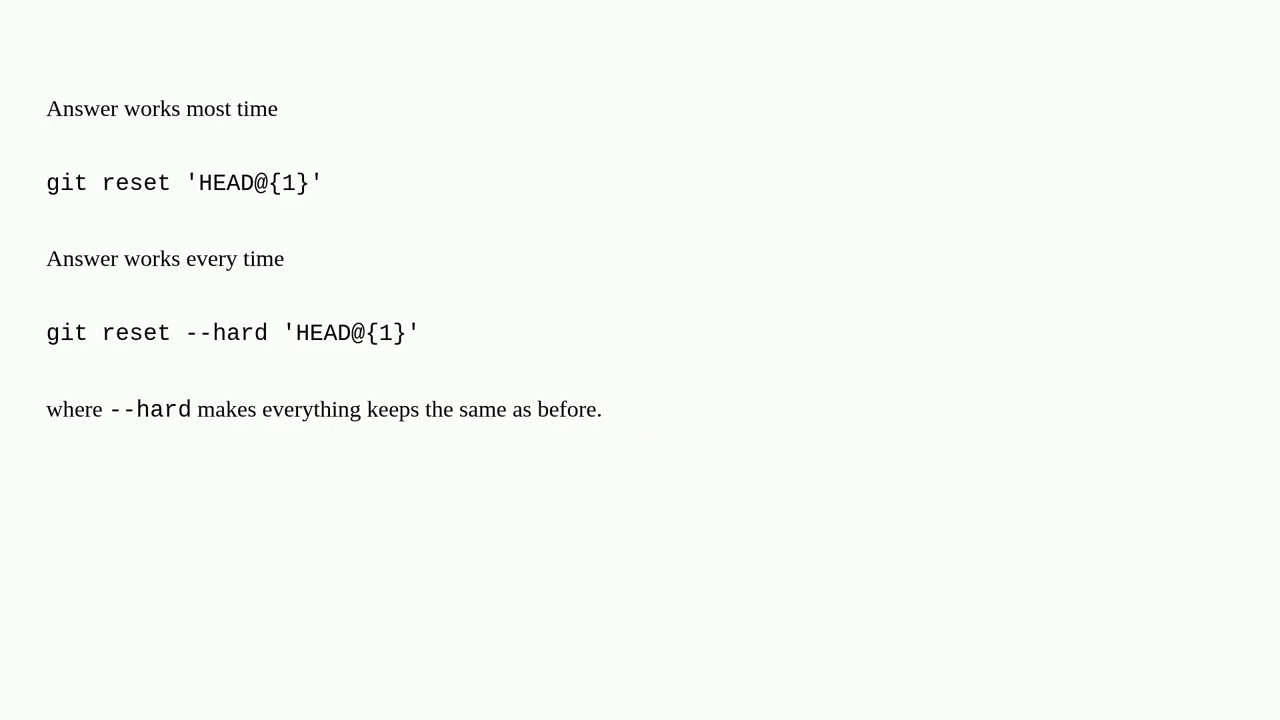 Answer works most time
git reset 'HEAD@{1}'
Answer works every time
git reset --hard 'HEAD@{1}'
where --hard makes everything keeps the same as before.